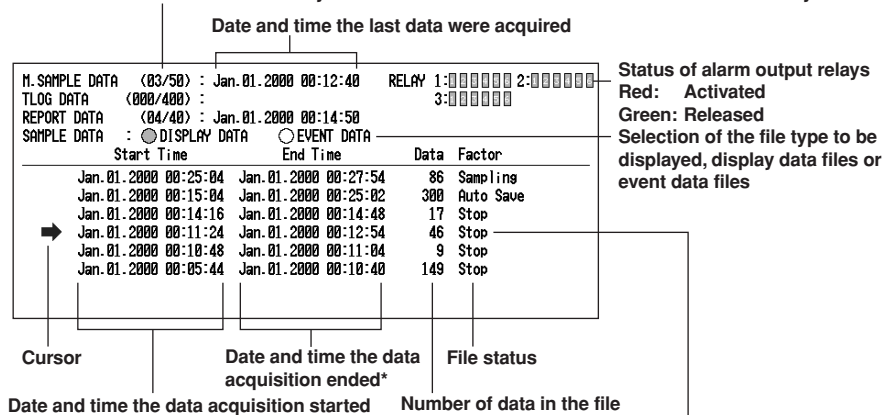 Date and time the last data were acquired
M.SAMPLE DATA (03/50) : Jan.01.2000 00:12:40 RELAY 1: 2:
TLOG DATA (000/400) : 3:
REPORT DATA (04/40) : Jan.01.2000 00:14:50
SAMPLE DATA : DISPLAY DATA EVENT DATA
Start Time End Time Data Factor
Jan.01.2000 00:25:04 Jan.01.2000 00:27:54 86 Sampling
Jan.01.2000 00:15:04 Jan.01.2000 00:25:02 300 Auto Save
Jan.01.2000 00:14:16 Jan.01.2000 00:14:48 17 Stop
Jan.01.2000 00:11:24 Jan.01.2000 00:12:54 46 Stop
Jan.01.2000 00:10:48 Jan.01.2000 00:11:04 9 Stop
Jan.01.2000 00:05:44 Jan.01.2000 00:10:40 149 Stop
Status of alarm output relays
Red: Activated
Green: Released
Selection of the file type to be
displayed, display data files or
event data files
Cursor
Date and time the data
acquisition ended*
File status
Date and time the data acquisition started
Number of data in the file